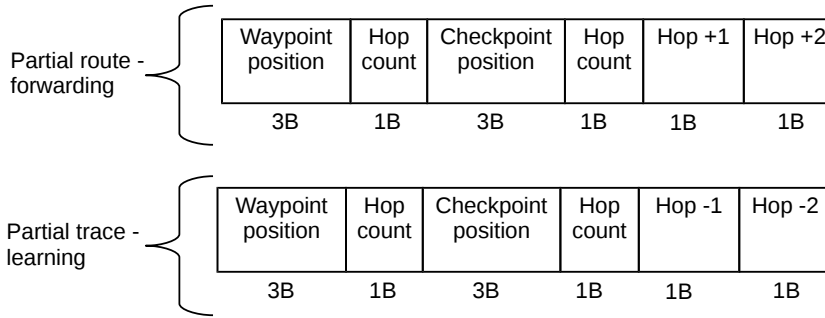 Partial route -
forwarding
Waypoint
position
Hop
count
Checkpoint
position
Hop
count
Hop +1
Hop +2
3B 1B 3B 1B 1B 1B
Partial trace -
learning
Waypoint
position
Hop
count
Checkpoint
position
Hop
count
Hop -1
Hop -2
3B 1B 3B 1B 1B 1B